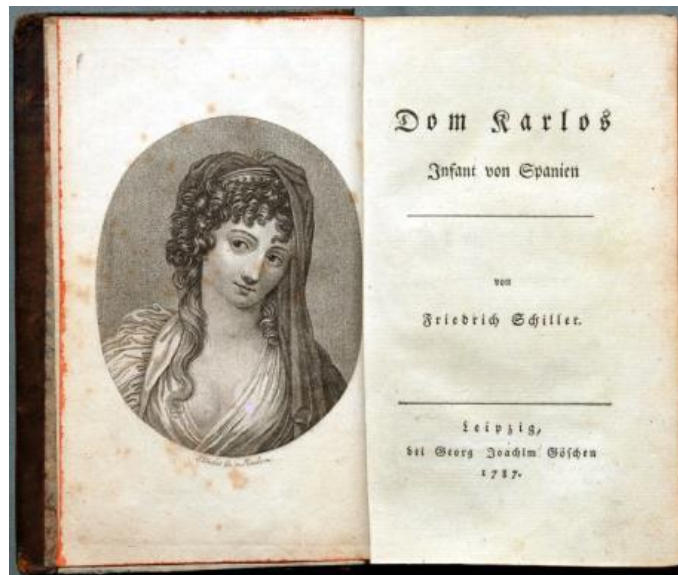 Dom Karlos
Infant von Spanien
von
Friedrich Schiller.
Leipzig,
bei Georg Joachim Göschen
1787.